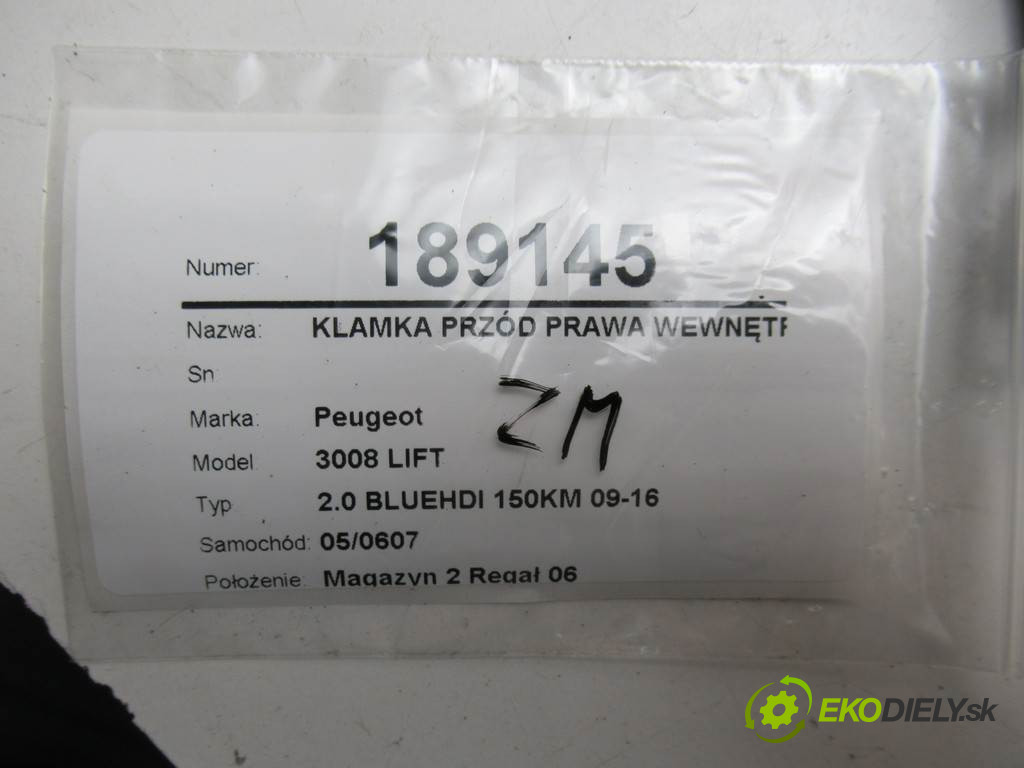 Numer: 189145
Nazwa: KLAMKA PRZÓD PRAWA WEWNĘTR
Sn
Marka: Peugeot
ZM
Model 3008 LIFT
Typ 2.0 BLUEHDI 150KM 09-16
Samochód: 05/0607
Położenie: Magazyn 2 Regał 06
EKODIELY.sk